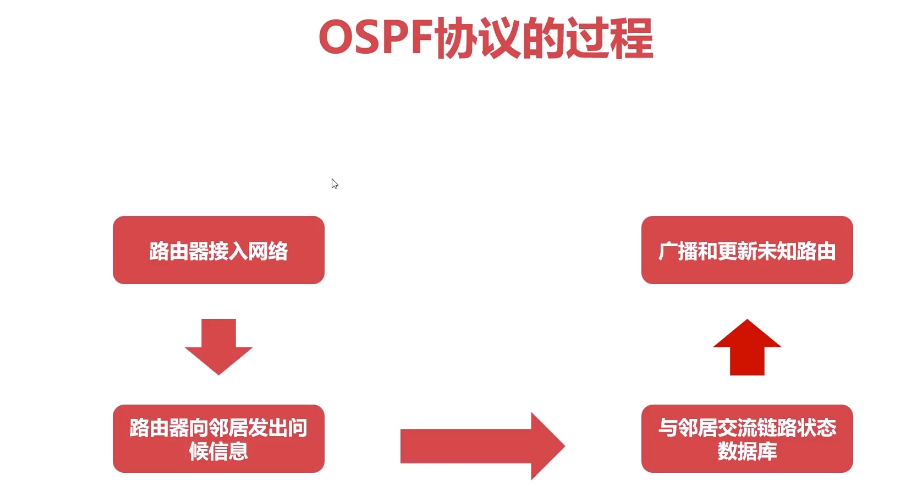 OSPF协议的过程
路由器接入网络
广播和更新未知路由
路由器向邻居发出问
候信息
与邻居交流链路状态
数据库